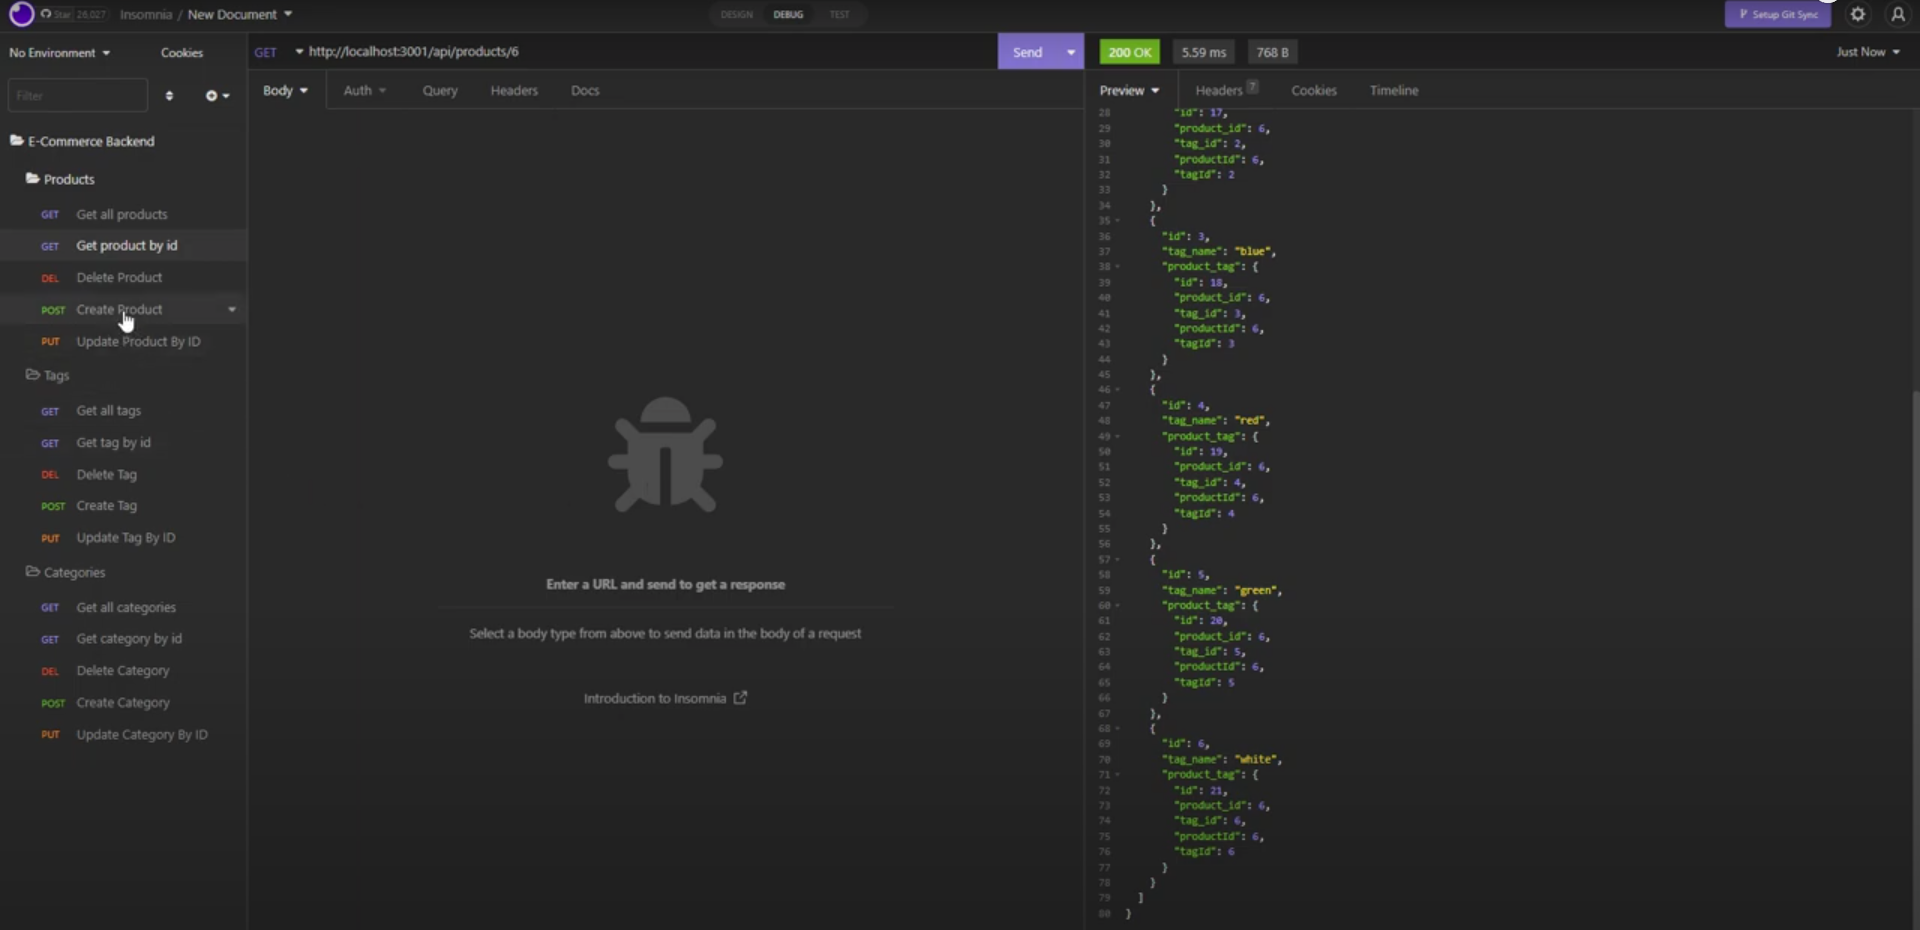 Star 26,027
Insomnia / New Document
DESIGN DEBUG TEST
Setup Git Sync
No Environment Cookies
Filter
E-Commerce Backend
Products
GET Get all products
GET Get product by id
DEL Delete Product
POST Create Product
PUT Update Product By ID
Tags
GET Get all tags
GET Get tag by id
DEL Delete Tag
POST Create Tag
PUT Update Tag By ID
Categories
GET Get all categories
GET Get category by id
DEL Delete Category
POST Create Category
PUT Update Category By ID
GET http://localhost:3001/api/products/6 Send
Body Auth Query Headers Docs
Enter a URL and send to get a response
Select a body type from above to send data in the body of a request
Introduction to Insomnia
200 OK 5.59 ms 768 B Just Now
Preview Headers 7 Cookies Timeline
28 "id": 17,
29 "product_id": 6,
30 "tag_id": 2,
31 "productId": 6,
32 "tagId": 2
33 }
34 },
35 {
36 "id": 3,
37 "tag_name": "blue",
38 "product_tag": {
39 "id": 18,
40 "product_id": 6,
41 "tag_id": 3,
42 "productId": 6,
43 "tagId": 3
44 }
45 },
46 {
47 "id": 4,
48 "tag_name": "red",
49 "product_tag": {
50 "id": 19,
51 "product_id": 6,
52 "tag_id": 4,
53 "productId": 6,
54 "tagId": 4
55 }
56 },
57 {
58 "id": 5,
59 "tag_name": "green",
60 "product_tag": {
61 "id": 20,
62 "product_id": 6,
63 "tag_id": 5,
64 "productId": 6,
65 "tagId": 5
66 }
67 },
68 {
69 "id": 6,
70 "tag_name": "white",
71 "product_tag": {
72 "id": 21,
73 "product_id": 6,
74 "tag_id": 6,
75 "productId": 6,
76 "tagId": 6
77 }
78 }
79 ]
80 }